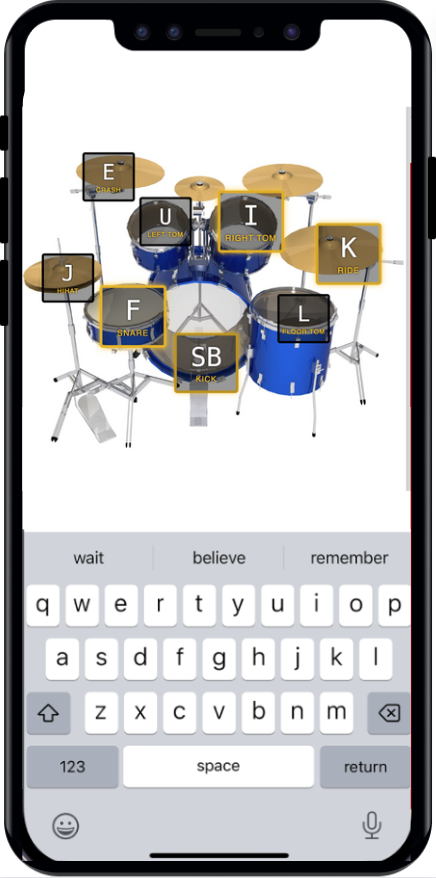 E
CRASH
U
LEFT TOM
I
RIGHT TOM
K
RIDE
J
HIHAT
F
SNARE
L
FLOOR TOM
SB
KICK
wait believe remember
q w e r t y u i o p
a s d f g h j k l
z x c v b n m
123 space return